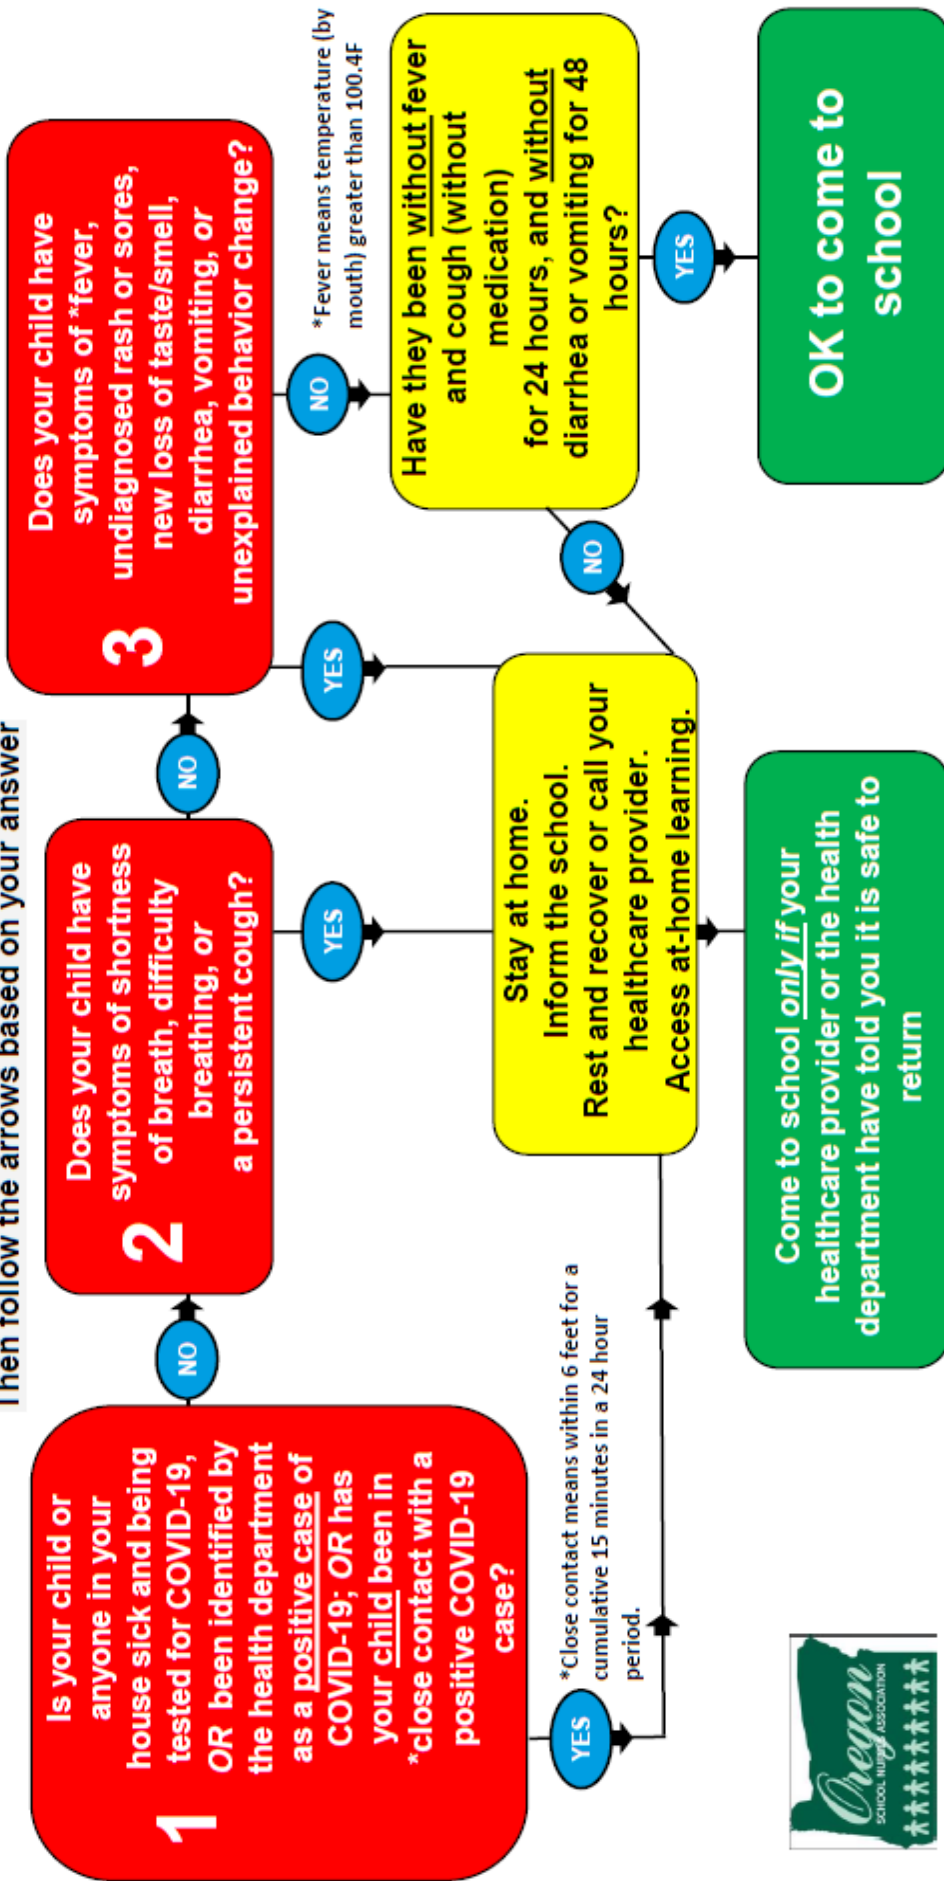 Then follow the arrows based on your answer
1
Is your child or
anyone in your
house sick and being
tested for COVID-19,
OR been identified by
the health department
as a positive case of
COVID-19; OR has
your child been in
*close contact with a
positive COVID-19
case?
NO
2
Does your child have
symptoms of shortness
of breath, difficulty
breathing, or
a persistent cough?
NO
3
Does your child have
symptoms of *fever,
undiagnosed rash or sores,
new loss of taste/smell,
diarrhea, vomiting, or
unexplained behavior change?
YES
*Close contact means within 6 feet for a
cumulative 15 minutes in a 24 hour
period.
YES
YES
NO
*Fever means temperature (by
mouth) greater than 100.4F
Stay at home.
Inform the school.
Rest and recover or call your
healthcare provider.
Access at-home learning.
NO
Have they been without fever
and cough (without
medication)
for 24 hours, and without
diarrhea or vomiting for 48
hours?
YES
Oregon
SCHOOL NURSES ASSOCIATION
Come to school only if your
healthcare provider or the health
department have told you it is safe to
return
OK to come to
school